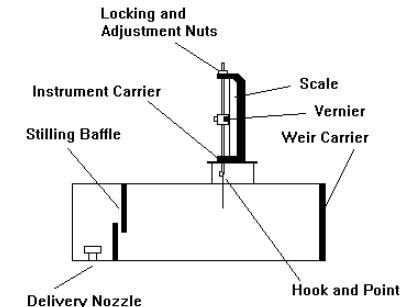 Locking and
Adjustment Nuts
Scale
Instrument Carrier
Vernier
Stilling Baffle
Weir Carrier
Hook and Point
Delivery Nozzle